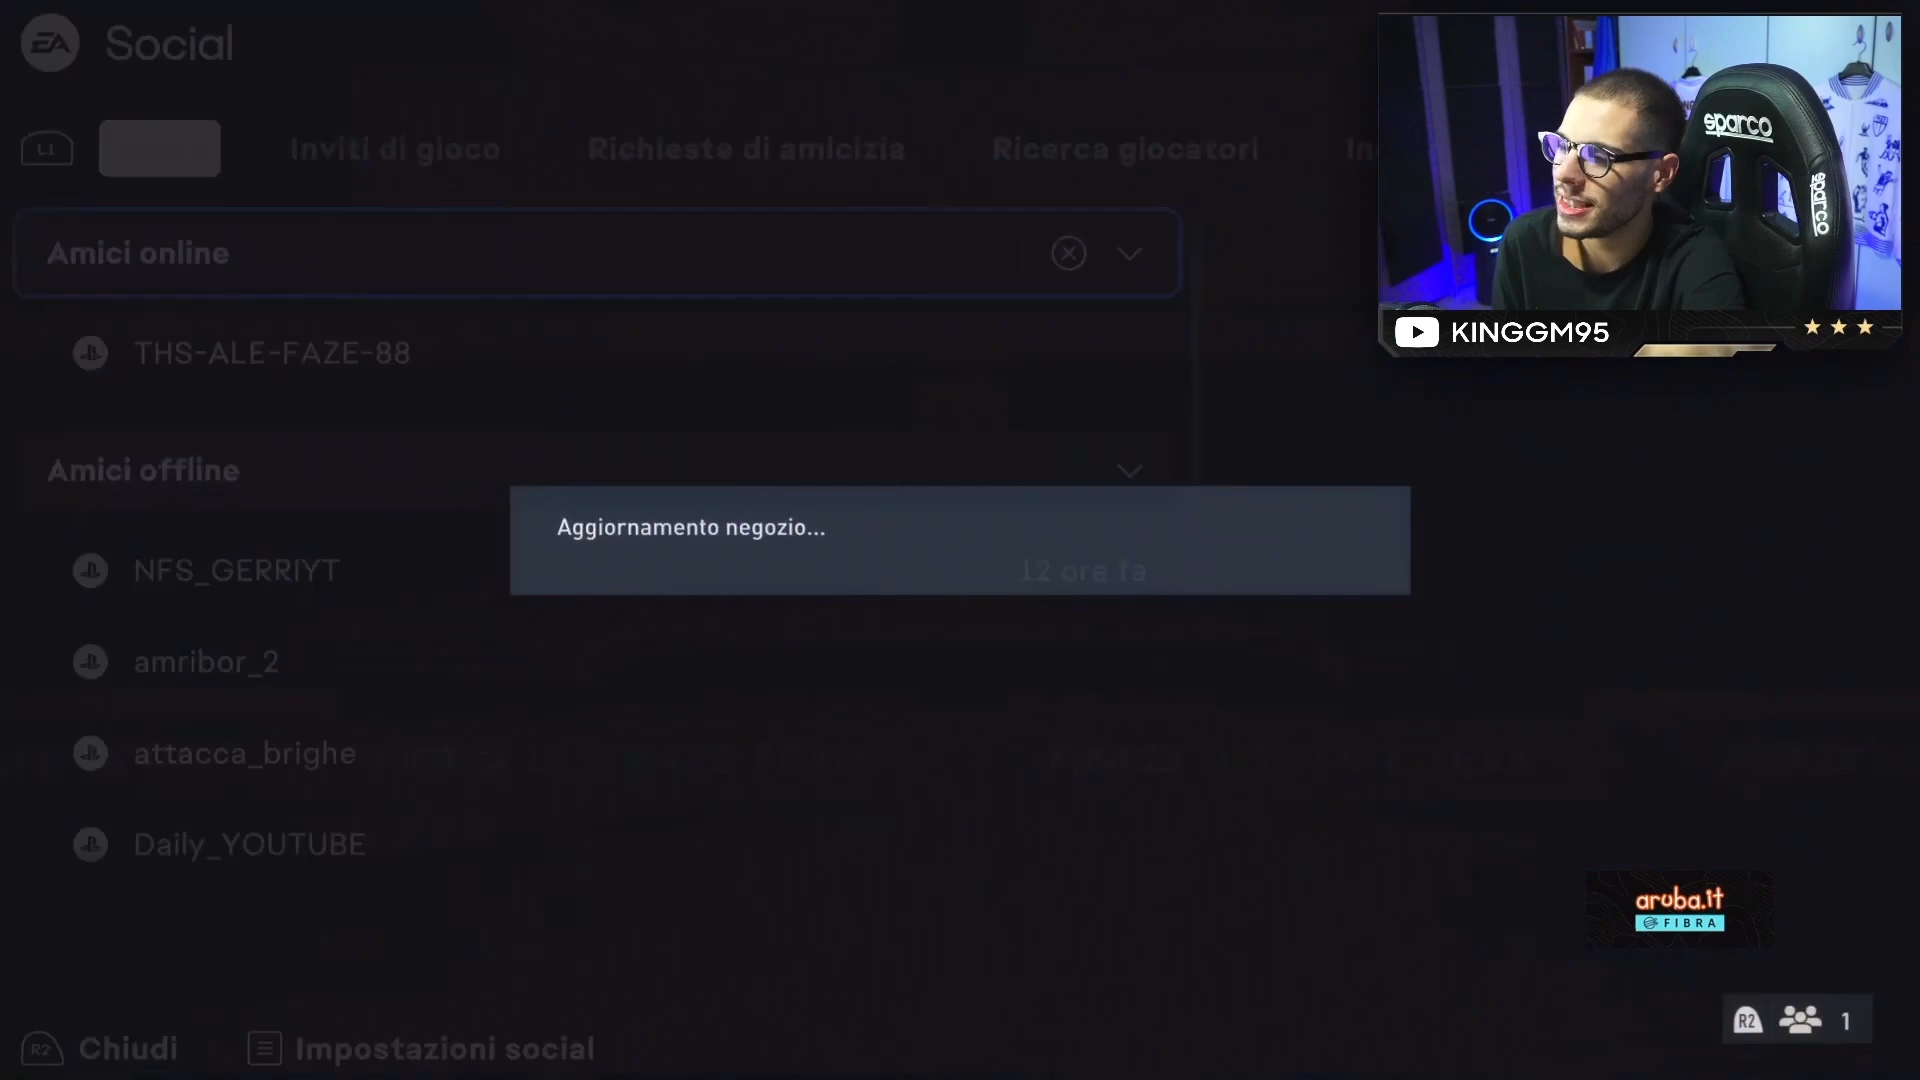 EA Social
L1
Inviti di gioco
Richieste di amicizia
Ricerca giocatori
Amici online
THS-ALE-FAZE-88
Amici offline
Aggiornamento negozio...
NFS_GERRIYT
12 ore fa
amribor_2
attacca_brighe
Daily_YOUTUBE
R2 Chiudi
Impostazioni social
sparco
sparco
KINGGM95
aruba.it
FIBRA
R2 1